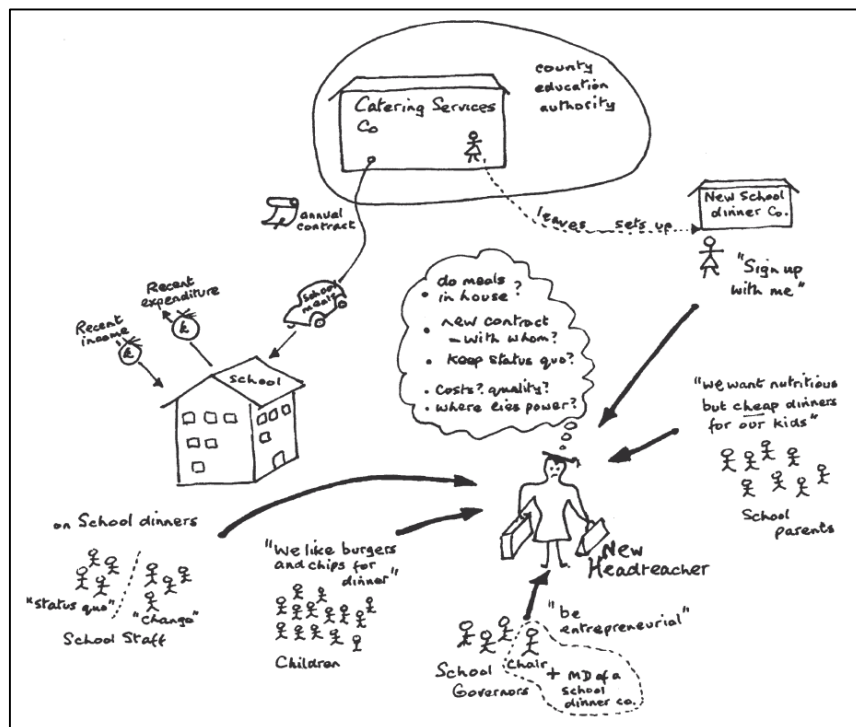 county
education
authority
Catering Services
Co
New School
dinner Co.
leaves sets up
annual
contract
"Sign up
with me"
School
meals
Recent
expenditure
£
Recent
income
£
School
• do meals
in house?
• new contract
– with whom?
• keep status quo?
• costs? quality?
• where lies power?
"we want nutritious
but cheap dinners
for our kids"
School
parents
on School dinners
"Status quo"
"Change"
School Staff
"We like burgers
and chips for
dinner"
Children
New
Headteacher
"be
entrepreneurial"
School
Governors
Chair
+ MD of a
school
dinner co.